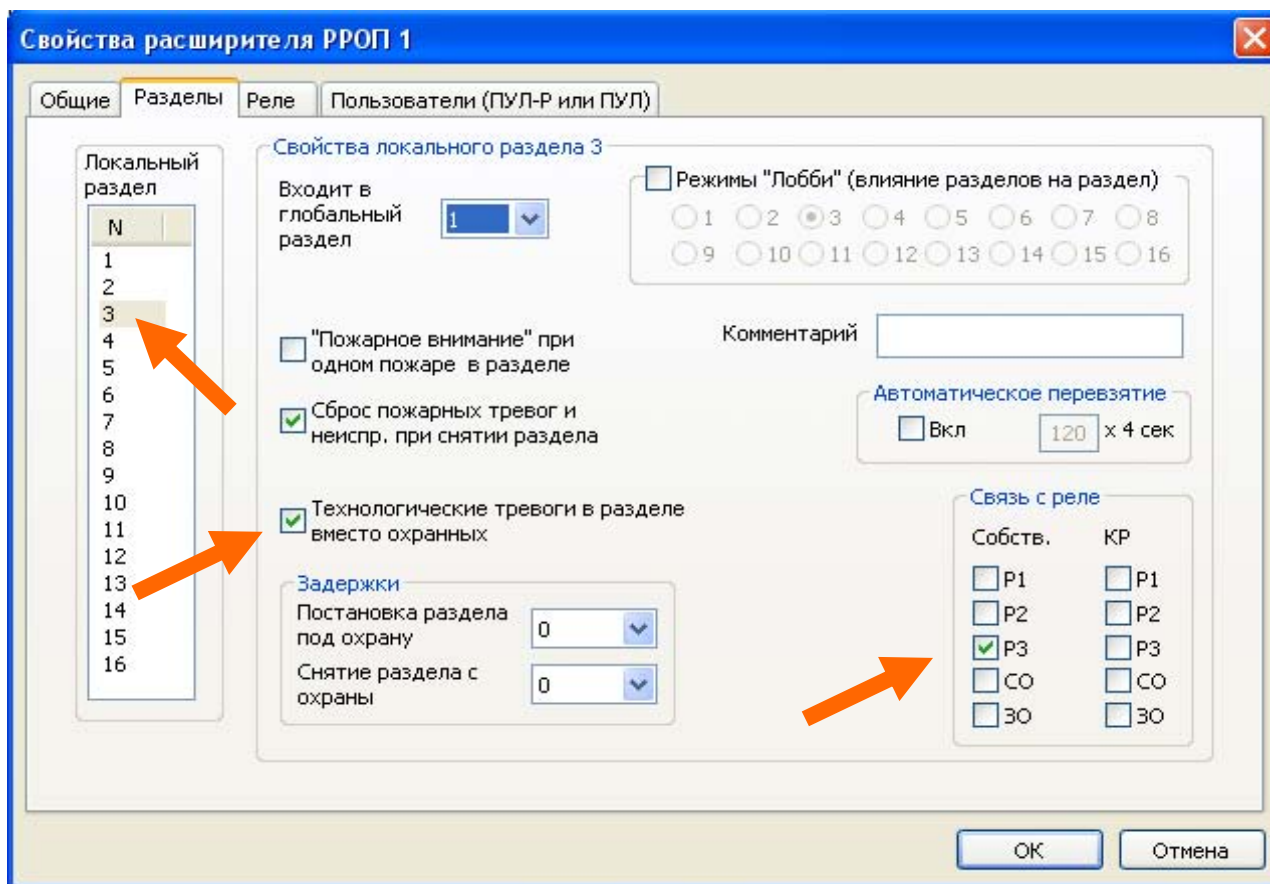 Свойства расширителя РРОП 1
Общие
Разделы
Реле
Пользователи (ПУЛ-Р или ПУЛ)
Локальный
раздел
N
1
2
3
4
5
6
7
8
9
10
11
12
13
14
15
16
Свойства локального раздела 3
Входит в
глобальный
раздел
1
Режимы "Лобби" (влияние разделов на раздел)
1 2 3 4 5 6 7 8
9 10 11 12 13 14 15 16
"Пожарное внимание" при
одном пожаре в разделе
Комментарий
Сброс пожарных тревог и
неиспр. при снятии раздела
Автоматическое перевзятие
Вкл 120 x 4 сек
Технологические тревоги в разделе
вместо охранных
Задержки
Постановка раздела
под охрану
0
Снятие раздела с
охраны
0
Связь с реле
Собств. КР
Р1 Р1
Р2 Р2
Р3 Р3
СО СО
ЗО ЗО
ОК
Отмена